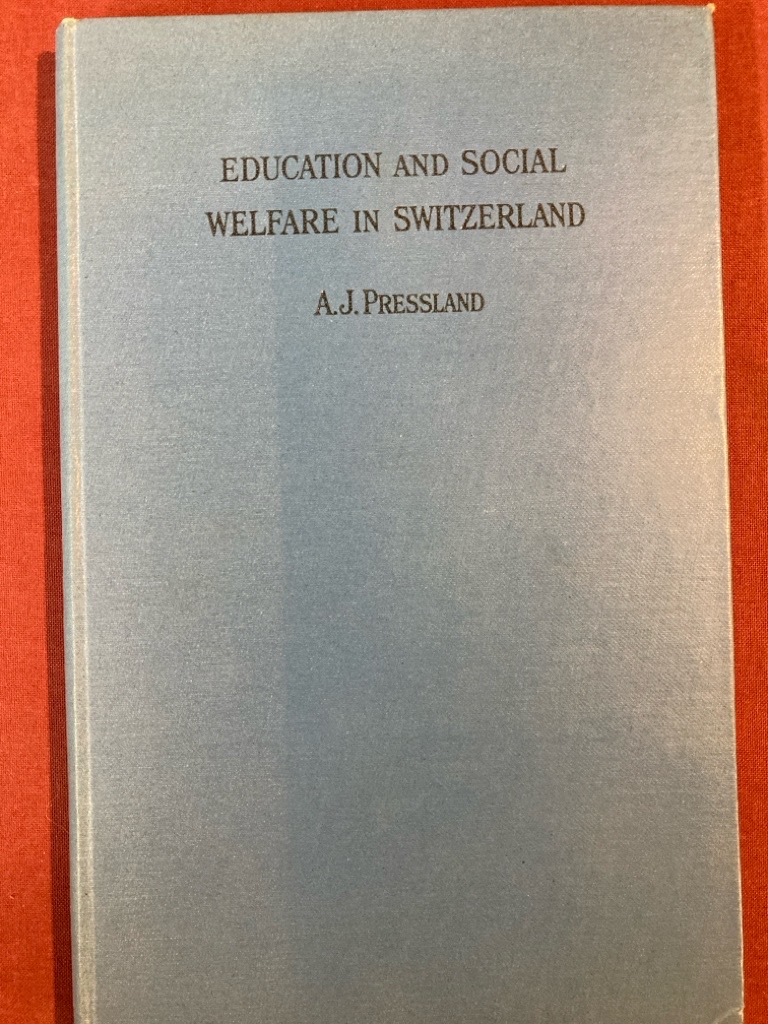 EDUCATION AND SOCIAL
WELFARE IN SWITZERLAND
A.J. PRESSLAND